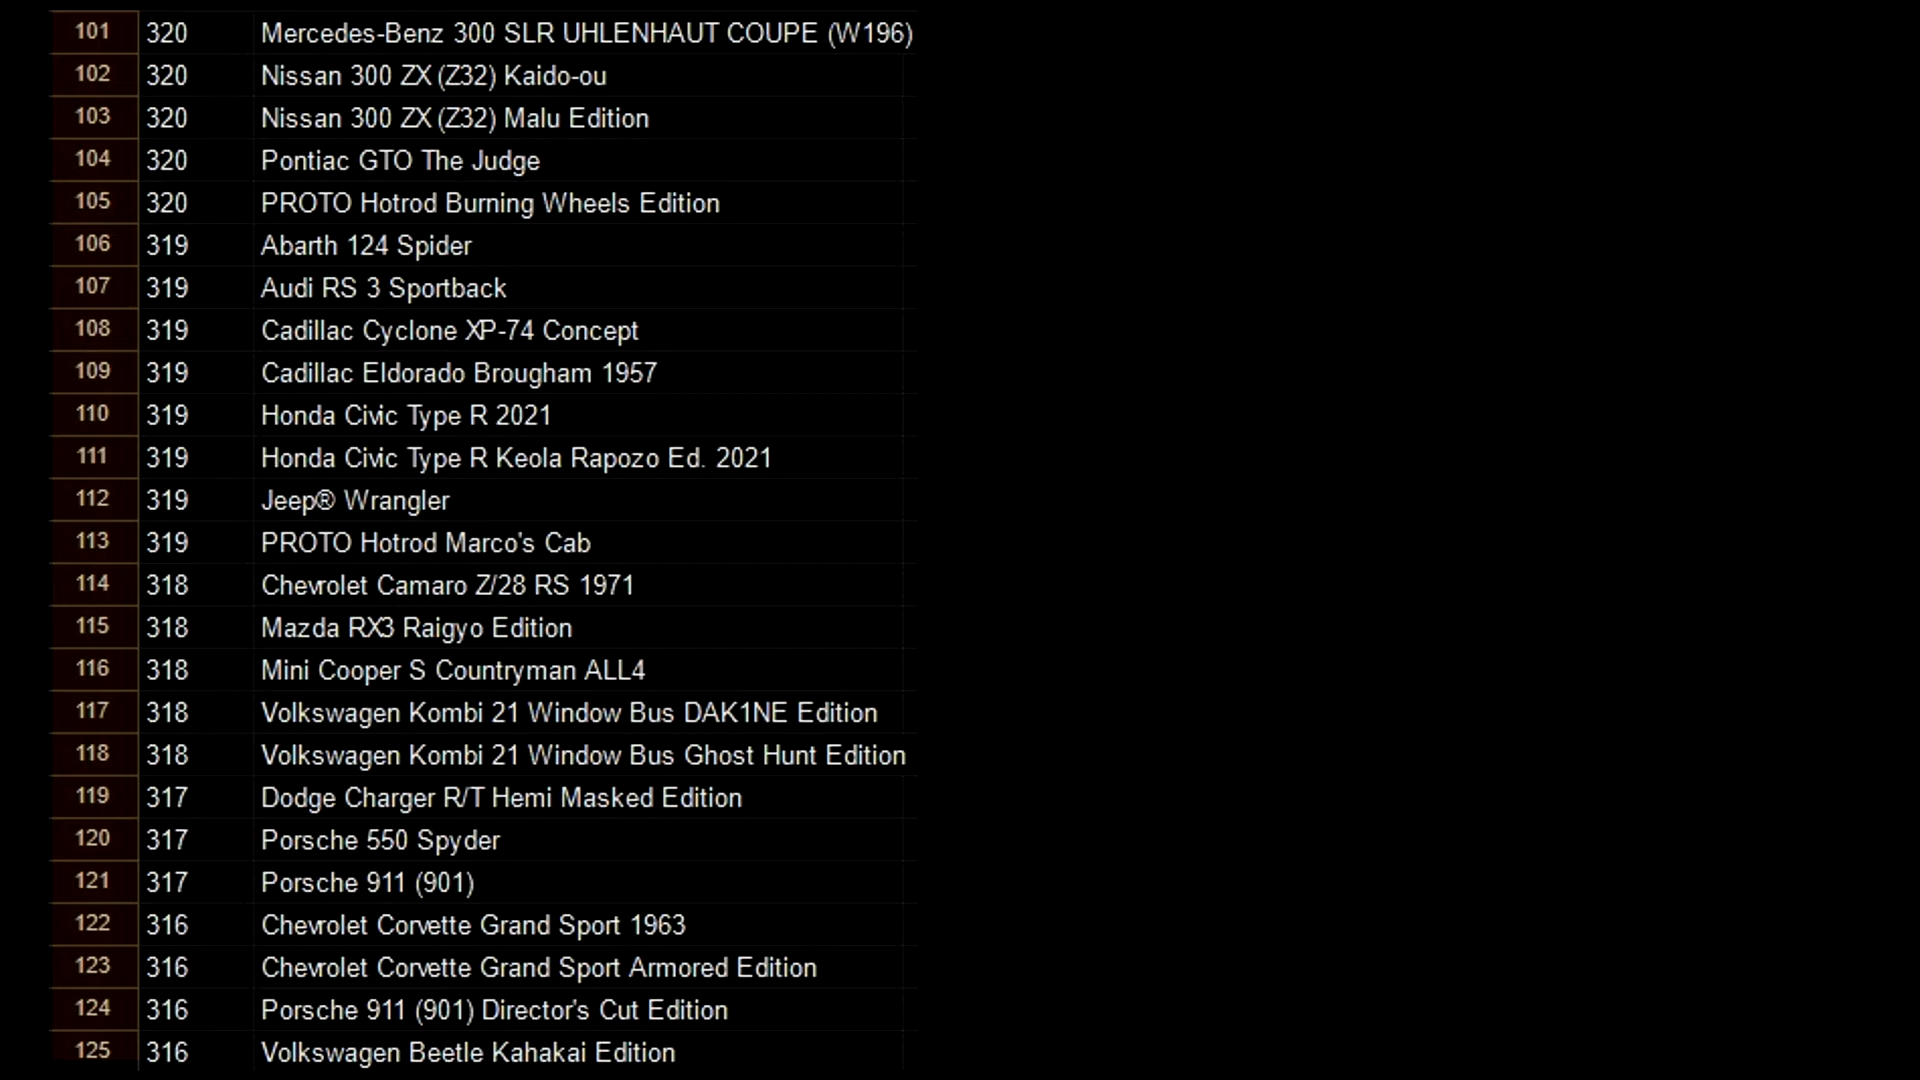 101 320 Mercedes-Benz 300 SLR UHLENHAUT COUPE (W196)
102 320 Nissan 300 ZX (Z32) Kaido-ou
103 320 Nissan 300 ZX (Z32) Malu Edition
104 320 Pontiac GTO The Judge
105 320 PROTO Hotrod Burning Wheels Edition
106 319 Abarth 124 Spider
107 319 Audi RS 3 Sportback
108 319 Cadillac Cyclone XP-74 Concept
109 319 Cadillac Eldorado Brougham 1957
110 319 Honda Civic Type R 2021
111 319 Honda Civic Type R Keola Rapozo Ed. 2021
112 319 Jeep® Wrangler
113 319 PROTO Hotrod Marco's Cab
114 318 Chevrolet Camaro Z/28 RS 1971
115 318 Mazda RX3 Raigyo Edition
116 318 Mini Cooper S Countryman ALL4
117 318 Volkswagen Kombi 21 Window Bus DAK1NE Edition
118 318 Volkswagen Kombi 21 Window Bus Ghost Hunt Edition
119 317 Dodge Charger R/T Hemi Masked Edition
120 317 Porsche 550 Spyder
121 317 Porsche 911 (901)
122 316 Chevrolet Corvette Grand Sport 1963
123 316 Chevrolet Corvette Grand Sport Armored Edition
124 316 Porsche 911 (901) Director's Cut Edition
125 316 Volkswagen Beetle Kahakai Edition